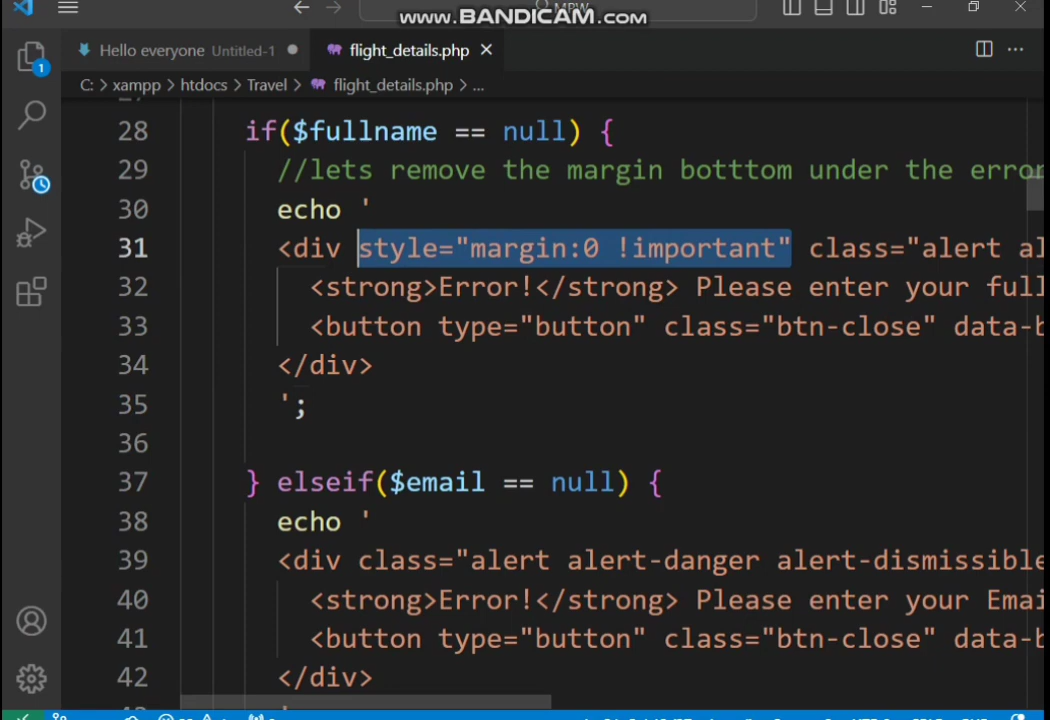 MBW
www.BANDICAM.com
Hello everyone Untitled-1
flight_details.php
1
C: > xampp > htdocs > Travel > flight_details.php > ...
28 if($fullname == null) {
29 //lets remove the margin botttom under the error
30 echo '
31 <div style="margin:0 !important" class="alert al
32 <strong>Error!</strong> Please enter your full
33 <button type="button" class="btn-close" data-b
34 </div>
35 ';
36
37 } elseif($email == null) {
38 echo '
39 <div class="alert alert-danger alert-dismissible
40 <strong>Error!</strong> Please enter your Emai
41 <button type="button" class="btn-close" data-b
42 </div>